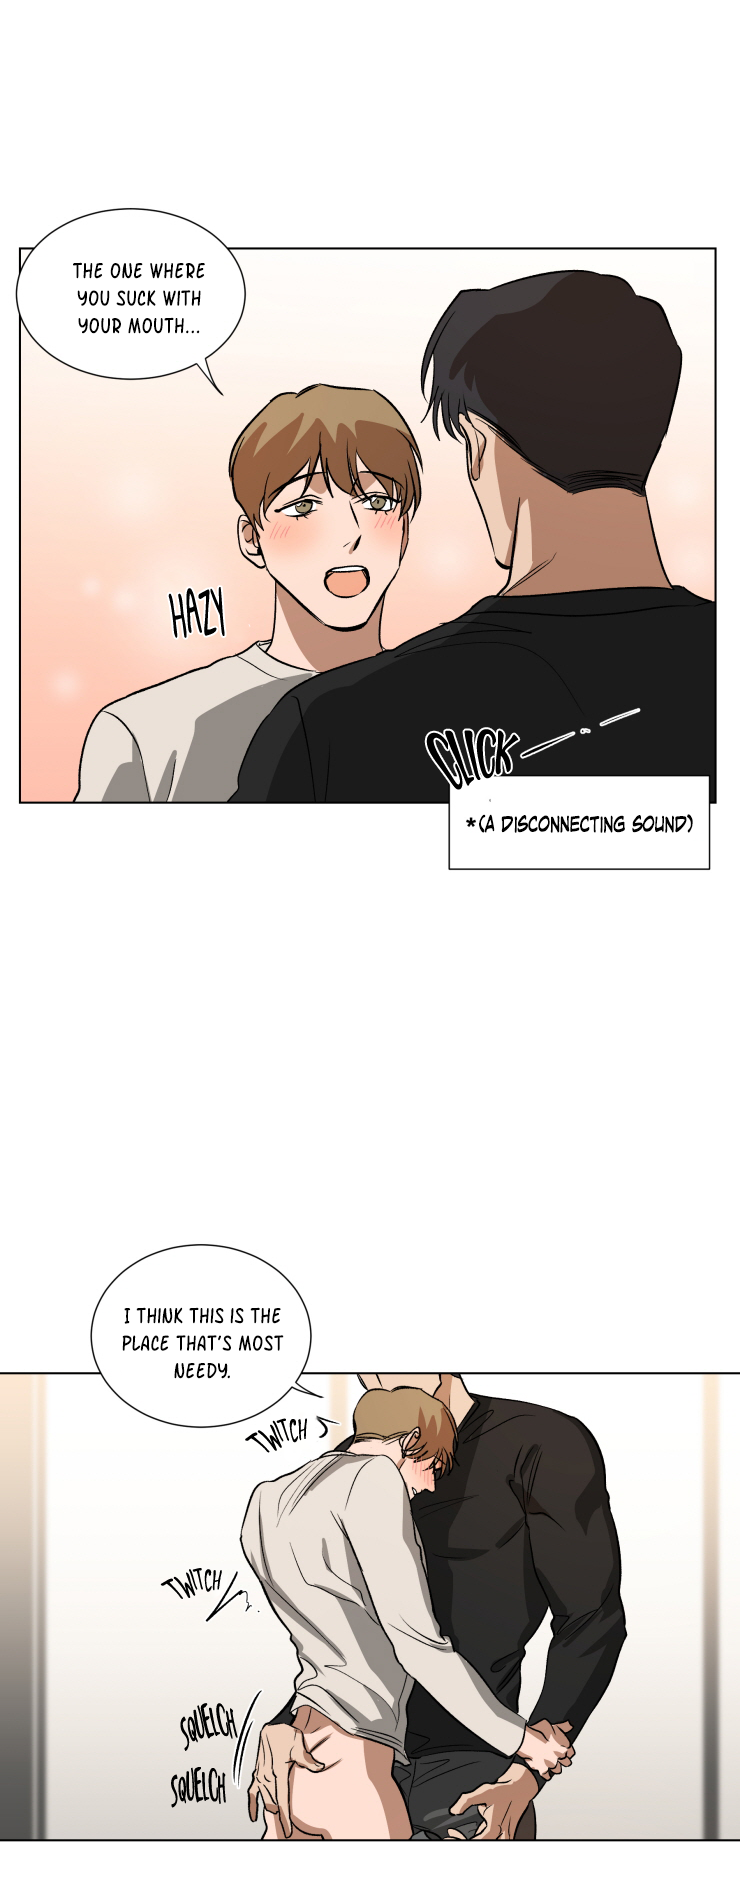 THE ONE WHERE
YOU SUCK WITH
YOUR MOUTH...
HAZY
CLICK
*(A DISCONNECTING SOUND)
I THINK THIS IS THE
PLACE THAT'S MOST
NEEDY.
TWITCH
TWITCH
SQUELCH
SQUELCH